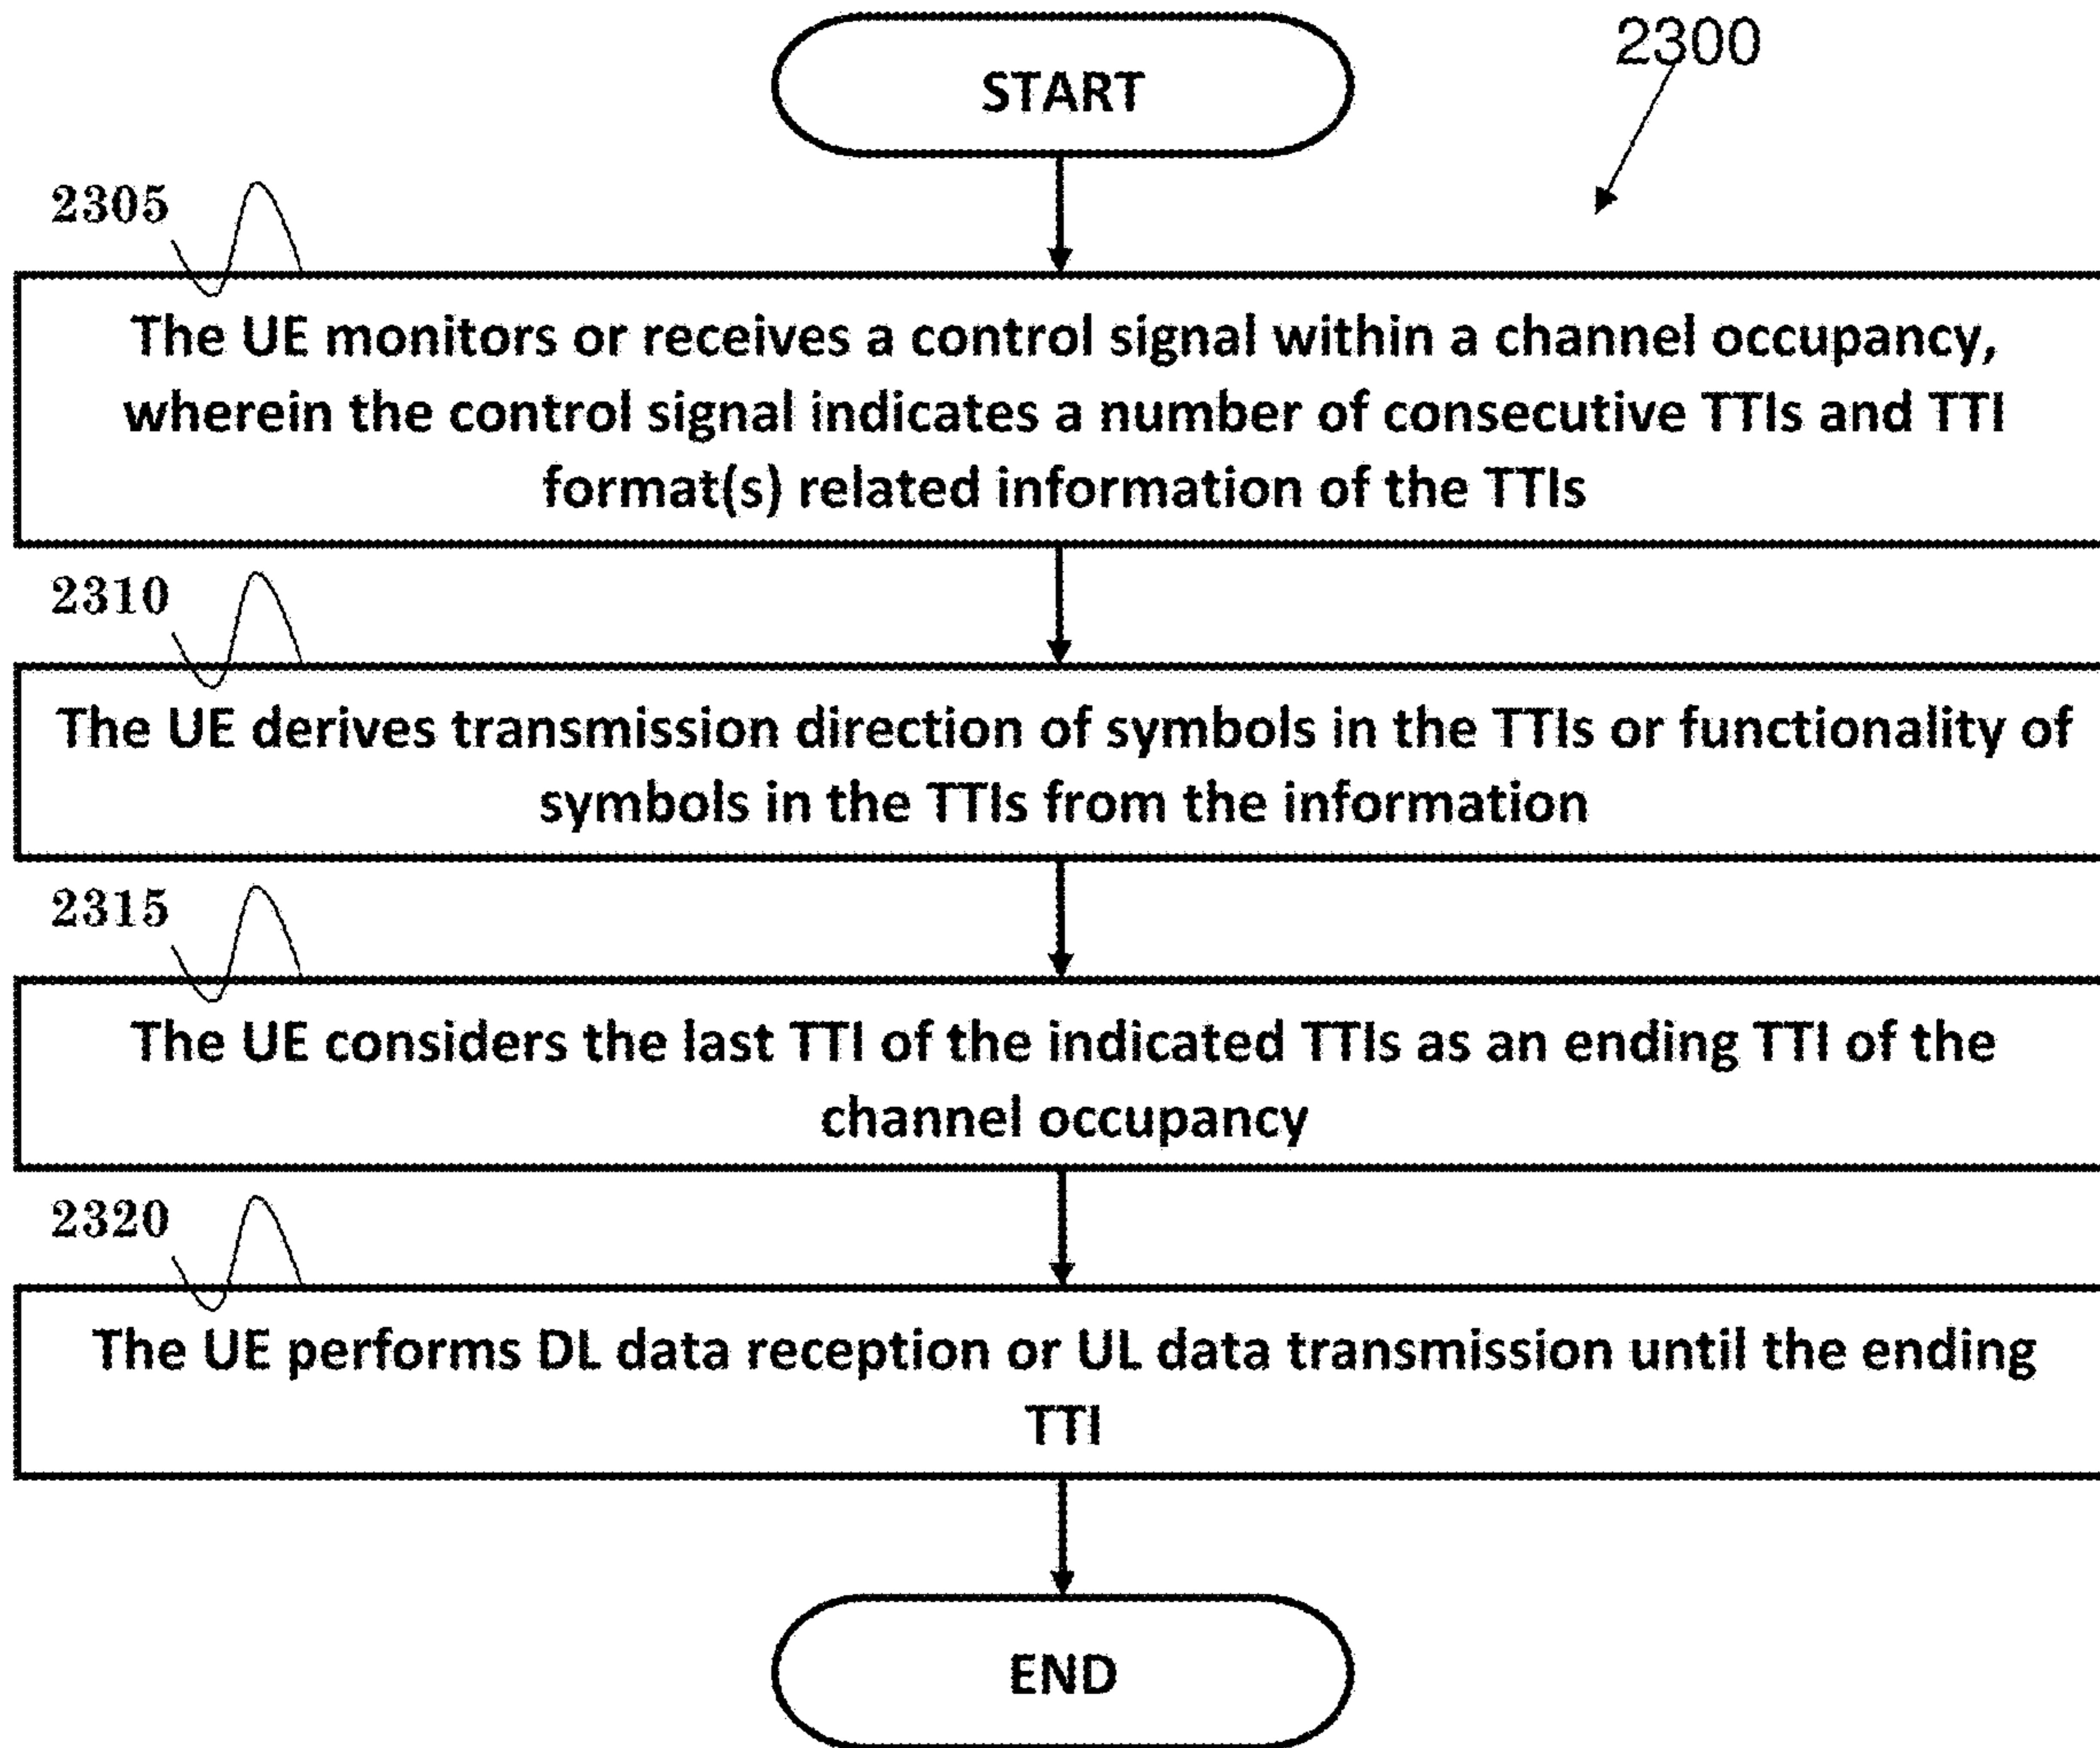 START
2300
2305
The UE monitors or receives a control signal within a channel occupancy,
wherein the control signal indicates a number of consecutive TTIs and TTI
format(s) related information of the TTIs
2310
The UE derives transmission direction of symbols in the TTIs or functionality of
symbols in the TTIs from the information
2315
The UE considers the last TTI of the indicated TTIs as an ending TTI of the
channel occupancy
2320
The UE performs DL data reception or UL data transmission until the ending
TTI
END